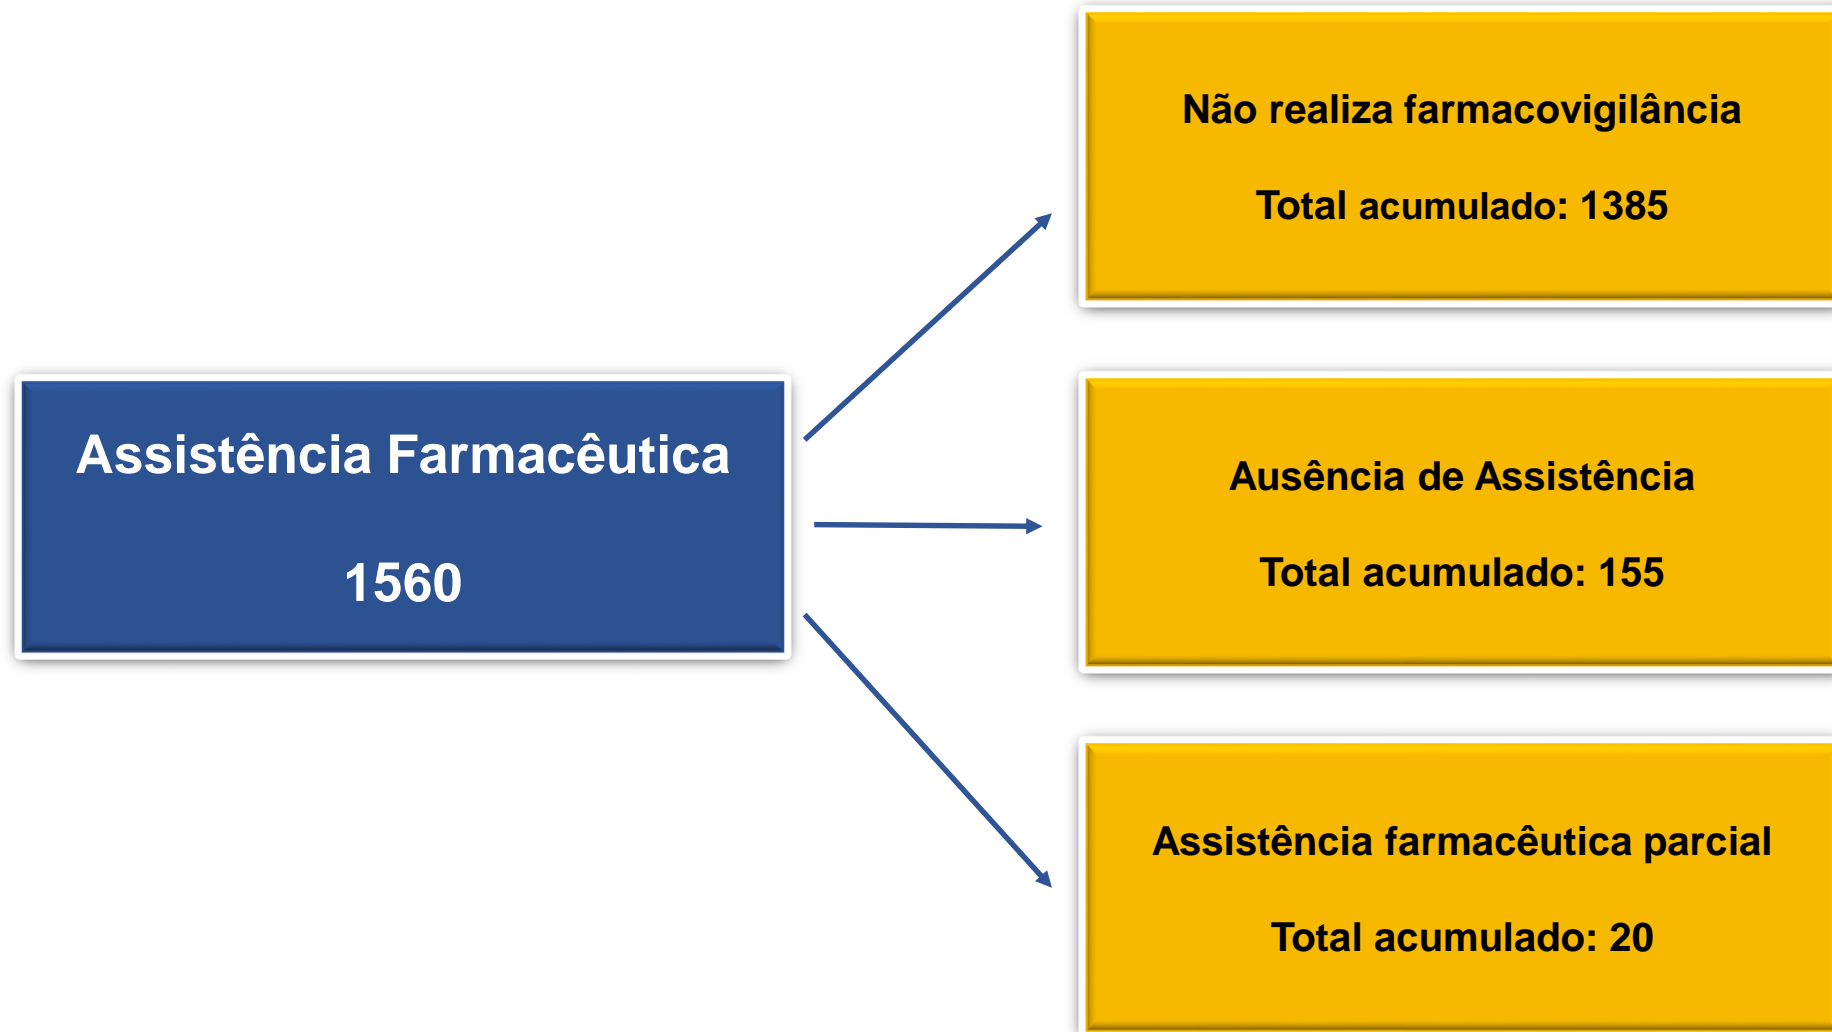 Assistência Farmacêutica
1560
Não realiza farmacovigilância
Total acumulado: 1385
Ausência de Assistência
Total acumulado: 155
Assistência farmacêutica parcial
Total acumulado: 20